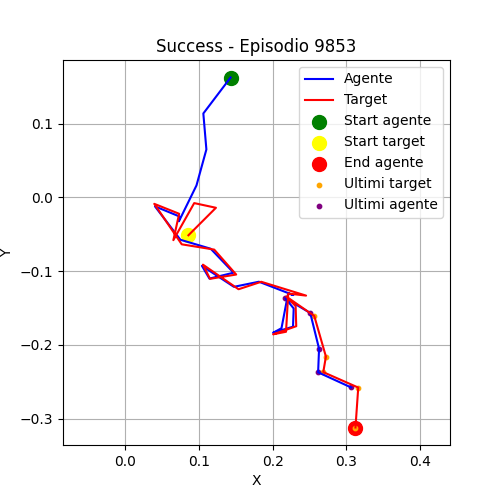 Success - Episodio 9853
Agente
Target
Start agente
Start target
End agente
Ultimi target
Ultimi agente
0.1
0.0
−0.1
−0.2
−0.3
Y
0.0
0.1
0.2
0.3
0.4
X